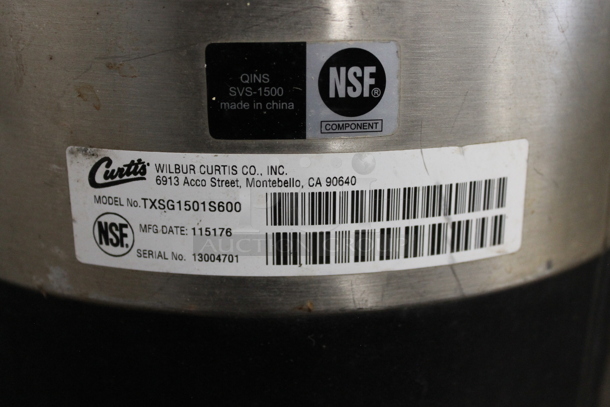 QINS
SVS-1500
made in china
NSF®
COMPONENT
Curtis® WILBUR CURTIS CO., INC.
6913 Acco Street, Montebello, CA 90640
MODEL No. TXSG1501S600
NSF® MFG DATE: 115176
SERIAL No. 13004701